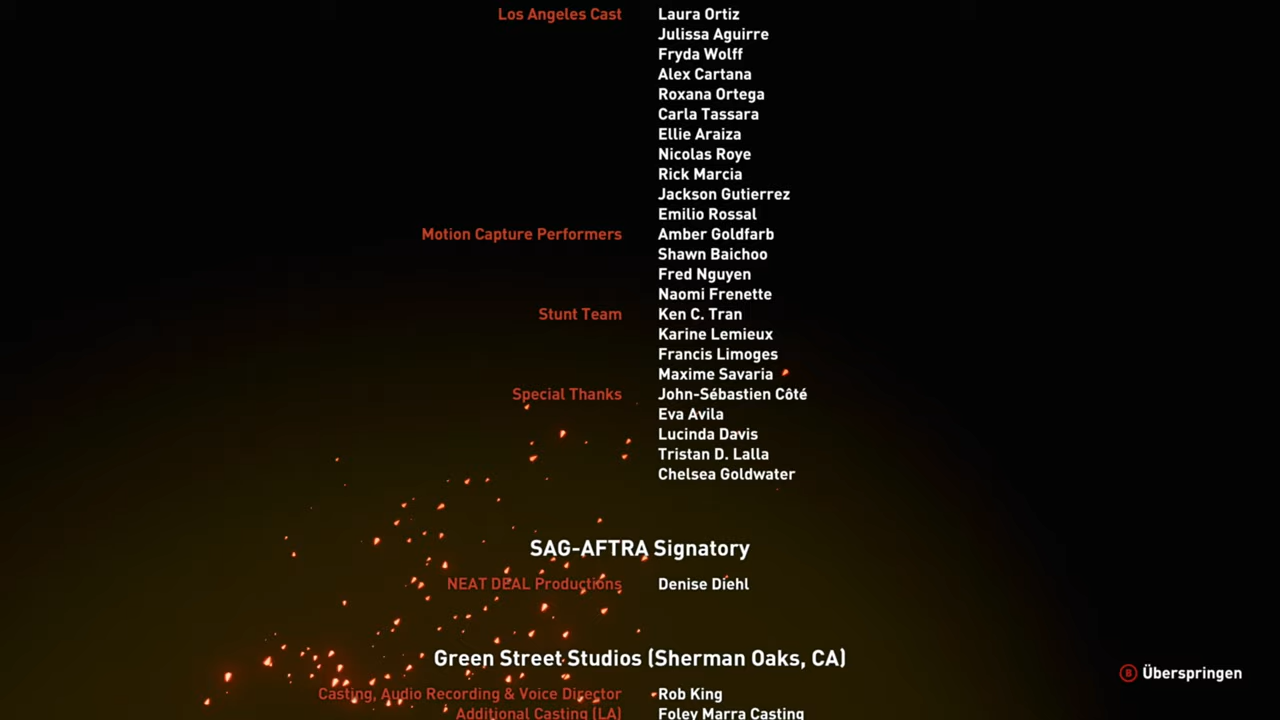 Los Angeles Cast Laura Ortiz
Julissa Aguirre
Fryda Wolff
Alex Cartana
Roxana Ortega
Carla Tassara
Ellie Araiza
Nicolas Roye
Rick Marcia
Jackson Gutierrez
Emilio Rossal
Motion Capture Performers Amber Goldfarb
Shawn Baichoo
Fred Nguyen
Naomi Frenette
Stunt Team Ken C. Tran
Karine Lemieux
Francis Limoges
Maxime Savaria
Special Thanks John-Sébastien Côté
Eva Avila
Lucinda Davis
Tristan D. Lalla
Chelsea Goldwater
SAG-AFTRA Signatory
NEAT DEAL Productions Denise Diehl
Green Street Studios (Sherman Oaks, CA)
B Überspringen
Casting, Audio Recording & Voice Director Rob King
Additional Casting (LA) Foley Marra Casting